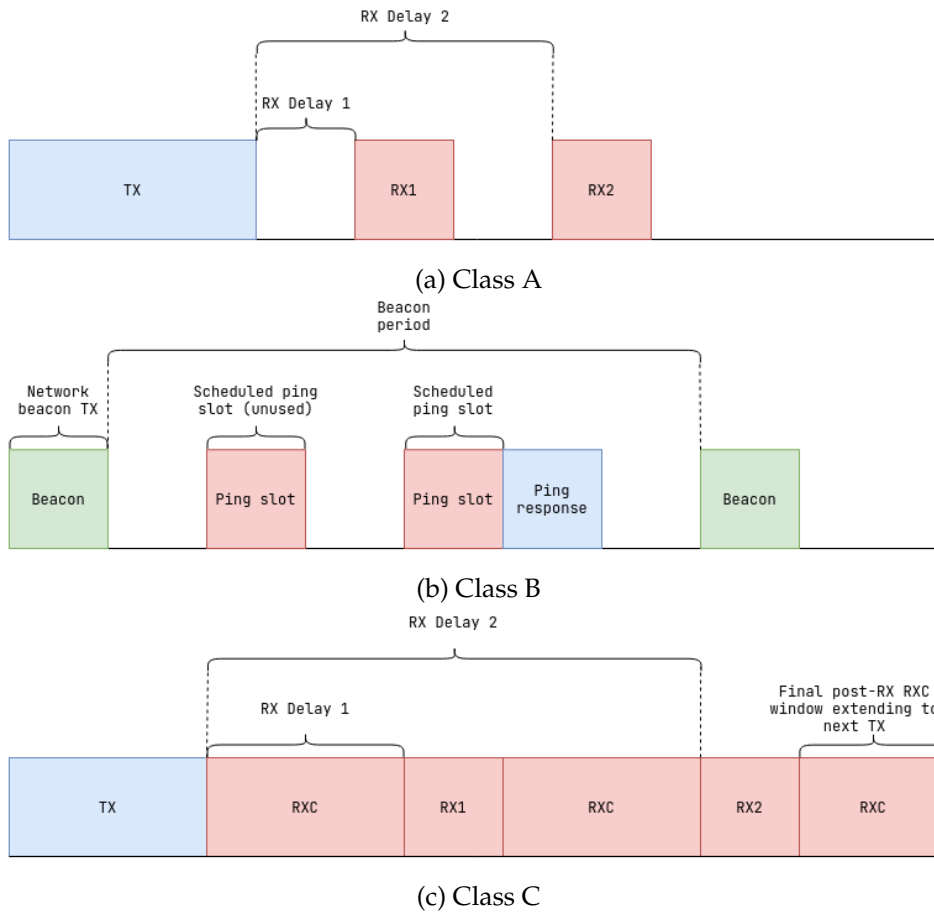 RX Delay 2
RX Delay 1
TX
RX1
RX2
(a) Class A
Beacon
period
Network
beacon TX
Scheduled ping
slot (unused)
Scheduled
ping slot
Beacon
Ping slot
Ping slot
Ping
response
Beacon
(b) Class B
RX Delay 2
Final post-RX RXC
window extending to
next TX
RX Delay 1
TX
RXC
RX1
RXC
RX2
RXC
(c) Class C